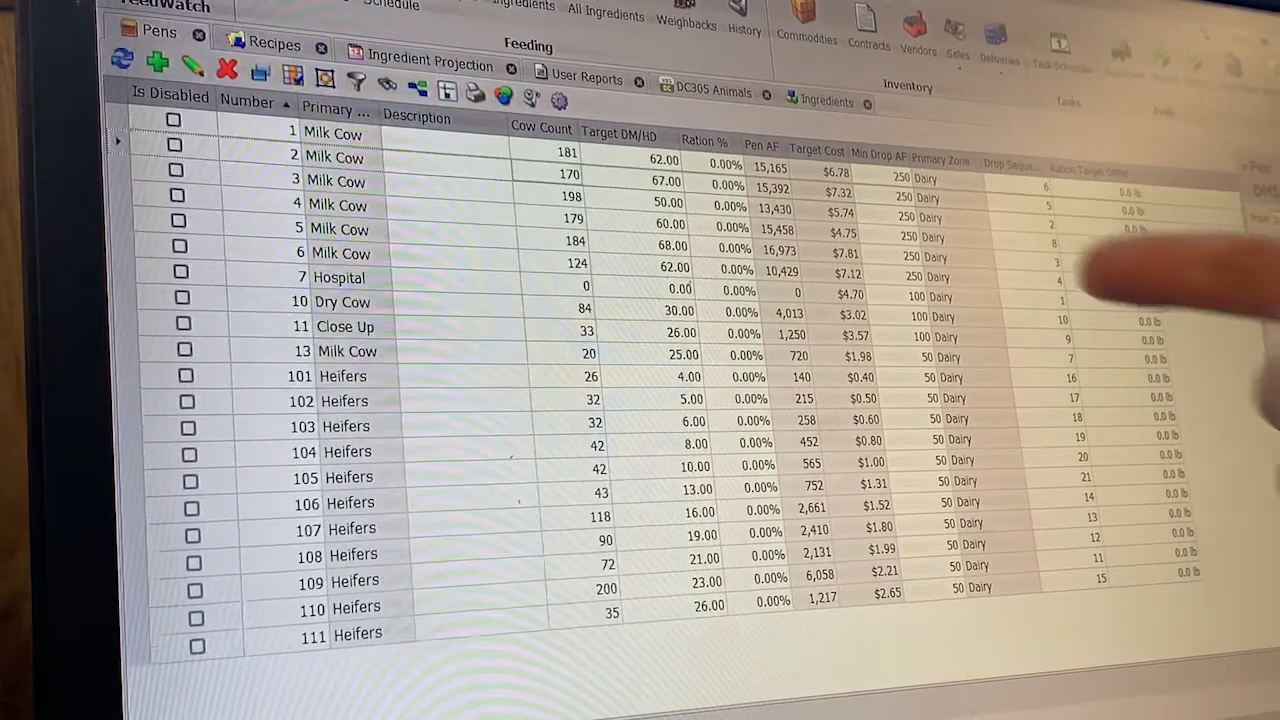 FeedWatch
Schedule
Ingredients
All Ingredients
Weighbacks
History
Commodities
Contracts
Vendors
Sales
Deliveries
Feeding
Inventory
Tasks
Pens
Recipes
Ingredient Projection
User Reports
DC305 Animals
Ingredients
Is Disabled Number Primary ... Description Cow Count Target DM/HD Ration % Pen AF Target Cost Min Drop AF Primary Zone Drop Seque...
1 Milk Cow 181 62.00 0.00% 15,165 $6.78 250 Dairy 6 0.0 lb
2 Milk Cow 170 67.00 0.00% 15,392 $7.32 250 Dairy 5 0.0 lb
3 Milk Cow 198 50.00 0.00% 13,430 $5.74 250 Dairy 2 0.0 lb
4 Milk Cow 179 60.00 0.00% 15,458 $4.75 250 Dairy 8
5 Milk Cow 184 68.00 0.00% 16,973 $7.81 250 Dairy 3
6 Milk Cow 124 62.00 0.00% 10,429 $7.12 250 Dairy 4
7 Hospital 0 0.00 0.00% 0 $4.70 100 Dairy 1
10 Dry Cow 84 30.00 0.00% 4,013 $3.02 100 Dairy 10 0.0 lb
11 Close Up 33 26.00 0.00% 1,250 $3.57 100 Dairy 9 0.0 lb
13 Milk Cow 20 25.00 0.00% 720 $1.98 50 Dairy 7 0.0 lb
101 Heifers 26 4.00 0.00% 140 $0.40 50 Dairy 16 0.0 lb
102 Heifers 32 5.00 0.00% 215 $0.50 50 Dairy 17 0.0 lb
103 Heifers 32 6.00 0.00% 258 $0.60 50 Dairy 18 0.0 lb
104 Heifers 42 8.00 0.00% 452 $0.80 50 Dairy 19 0.0 lb
105 Heifers 42 10.00 0.00% 565 $1.00 50 Dairy 20 0.0 lb
106 Heifers 43 13.00 0.00% 752 $1.31 50 Dairy 21 0.0 lb
107 Heifers 118 16.00 0.00% 2,661 $1.52 50 Dairy 14 0.0 lb
108 Heifers 90 19.00 0.00% 2,410 $1.80 50 Dairy 13 0.0 lb
109 Heifers 72 21.00 0.00% 2,131 $1.99 50 Dairy 12 0.0 lb
110 Heifers 200 23.00 0.00% 6,058 $2.21 50 Dairy 11 0.0 lb
111 Heifers 35 26.00 0.00% 1,217 $2.65 50 Dairy 15 0.0 lb